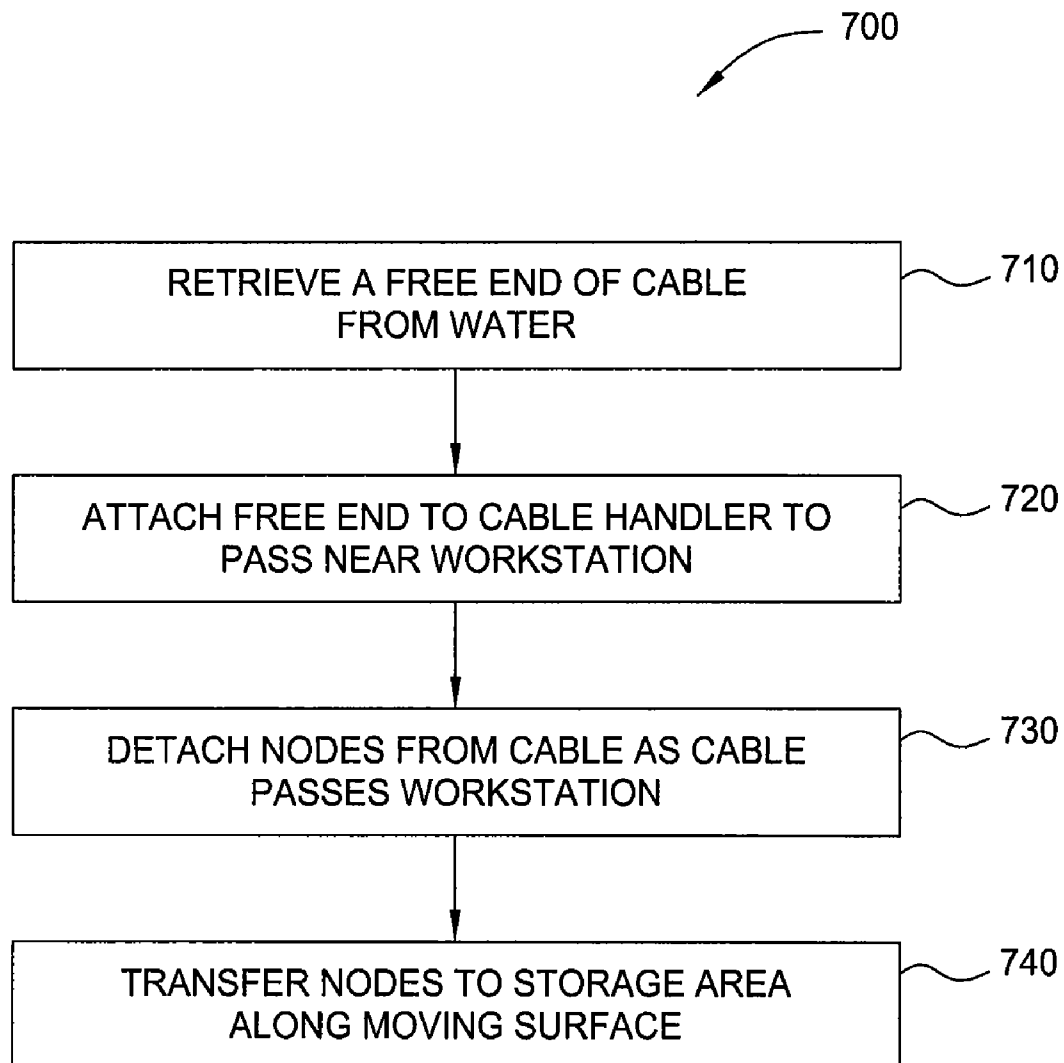 700
RETRIEVE A FREE END OF CABLE
FROM WATER
710
ATTACH FREE END TO CABLE HANDLER TO
PASS NEAR WORKSTATION
720
DETACH NODES FROM CABLE AS CABLE
PASSES WORKSTATION
730
TRANSFER NODES TO STORAGE AREA
ALONG MOVING SURFACE
740